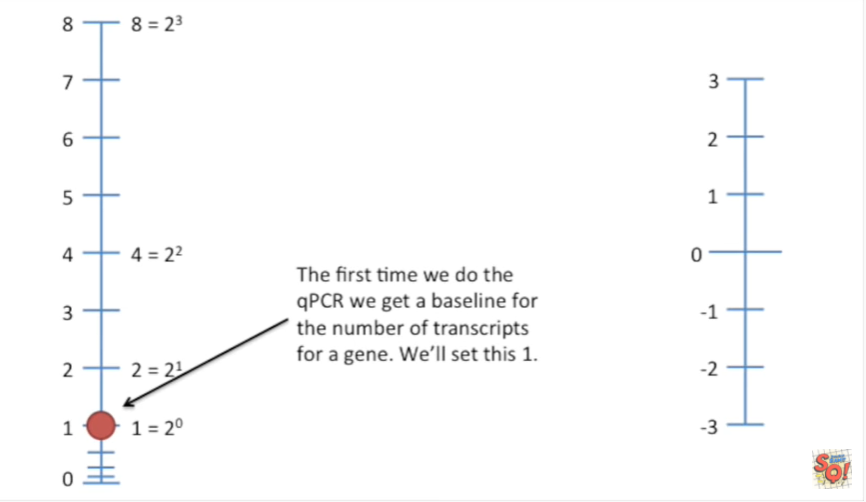 8 8 = 2³
7
6
5
4 4 = 2²
3
2 2 = 2¹
1 1 = 2⁰
0
The first time we do the
qPCR we get a baseline for
the number of transcripts
for a gene. We’ll set this 1.
3
2
1
0
-1
-2
-3
SQ!